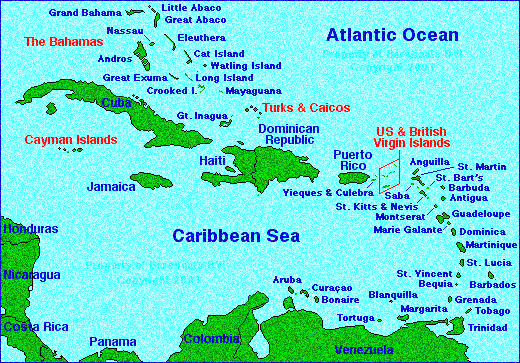 Little Abaco
Grand Bahama
Great Abaco
Nassau
Eleuthera
Atlantic Ocean
The Bahamas
Cat Island
Andros
Watling Island
Great Exuma
Long Island
Crooked I.
Mayaguana
Cuba
Turks & Caicos
Gt. Inagua
Dominican
Republic
US & British
Virgin Islands
Cayman Islands
Puerto
Rico
Haiti
Anguilla
St. Martin
St. Bart's
Jamaica
Yieques & Culebra
Saba
Barbuda
Antigua
St. Kitts & Nevis
Montserrat
Guadeloupe
Marie Galante
Honduras
Caribbean Sea
Dominica
Martinique
Nicaragua
St. Lucia
St. Vincent
Aruba
Curaçao
Bequia
Barbados
Bonaire
Blanquilla
Grenada
Margarita
Tobago
Costa Rica
Tortuga
Trinidad
Panama
Colombia
Venezuela